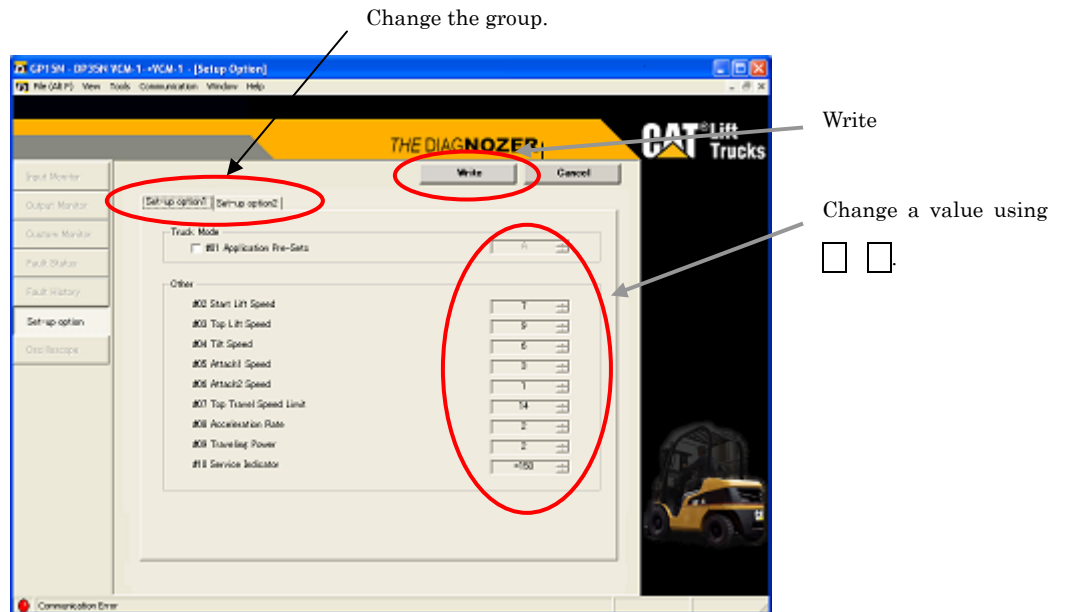 Change the group.
GP15N - DP35N VCM-1->VCM-1 - [Setup Option]
File (Alt F) View Tools Communication Window Help
Write
THE DIAGNOZER
CAT® Lift Trucks
Input Monitor
Write Cancel
Output Monitor
Set-up option1 Set-up option2
Change a value using
Custom Monitor
Truck Mode
#01 Application Pre-Sets A
Fault Status
.
Fault History
Other
#02 Start Lift Speed 7
Set-up option
#03 Top Lift Speed 9
#04 Tilt Speed 6
Oscilloscope
#05 Attach1 Speed 3
#06 Attach2 Speed 1
#07 Top Travel Speed Limit 14
#08 Acceleration Rate 2
#09 Traveling Power 2
#10 Service Indicator +150
Communication Error